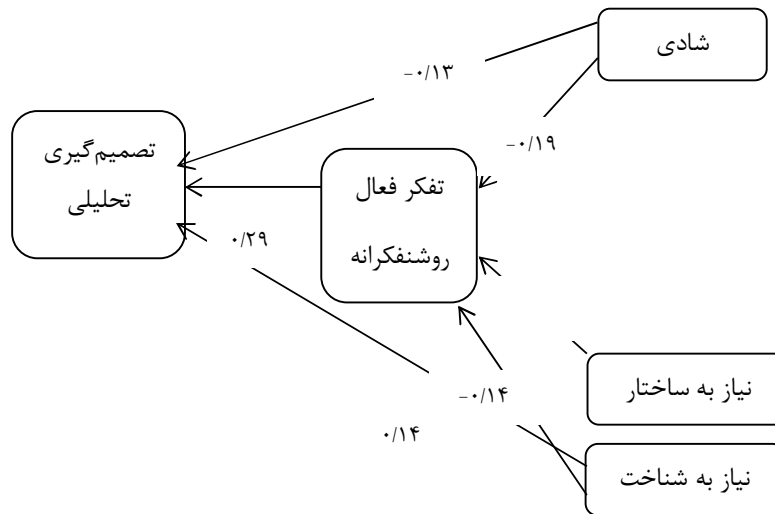 شادی
-۰/۱۳
-۰/۱۹
تصمیم‌گیری
تحلیلی
تفکر فعال
روشنفکرانه
۰/۲۹
نیاز به ساختار
-۰/۱۴
۰/۱۴
نیاز به شناخت